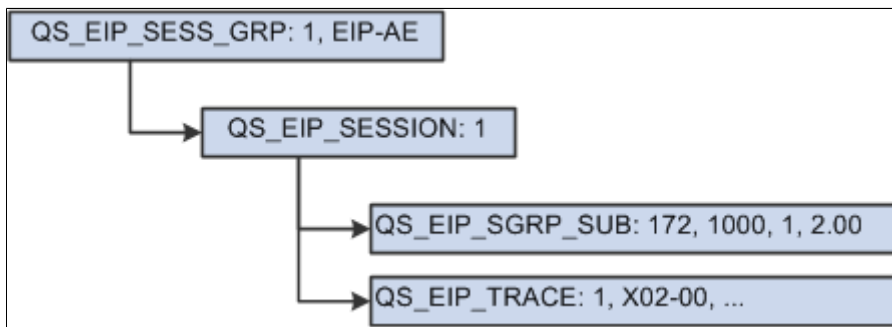 QS_EIP_SESS_GRP: 1, EIP-AE
QS_EIP_SESSION: 1
QS_EIP_SGRP_SUB: 172, 1000, 1, 2.00
QS_EIP_TRACE: 1, X02-00, ...